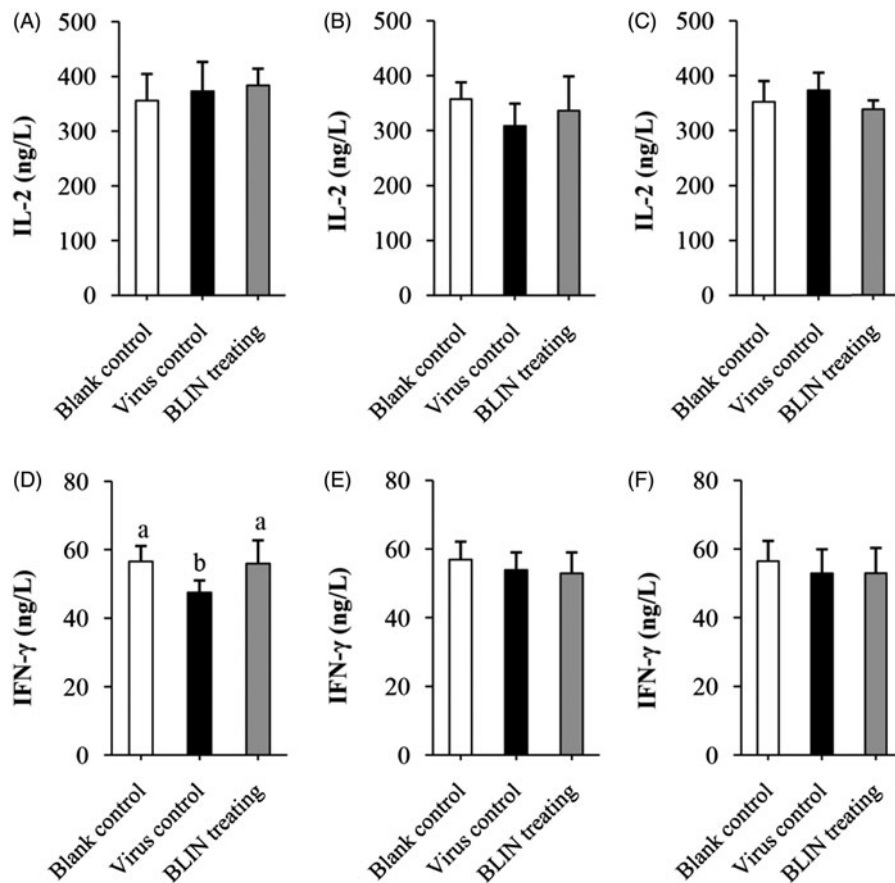 (A)
500
400
300
200
100
0
IL-2 (ng/L)
Blank control
Virus control
BLIN treating
(B)
500
400
300
200
100
0
IL-2 (ng/L)
Blank control
Virus control
BLIN treating
(C)
500
400
300
200
100
0
IL-2 (ng/L)
Blank control
Virus control
BLIN treating
(D)
80
60
40
20
0
IFN-γ (ng/L)
a
b
a
Blank control
Virus control
BLIN treating
(E)
80
60
40
20
0
IFN-γ (ng/L)
Blank control
Virus control
BLIN treating
(F)
80
60
40
20
0
IFN-γ (ng/L)
Blank control
Virus control
BLIN treating